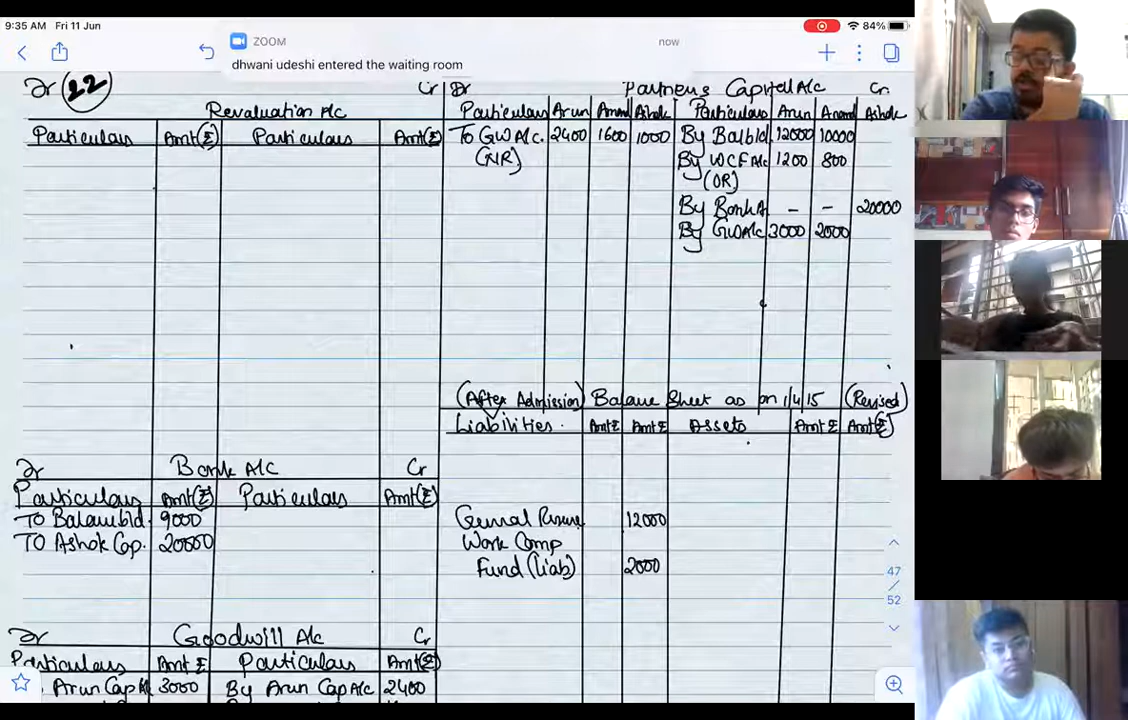 9:35 AM Fri 11 Jun
84%
ZOOM
now
dhwani udeshi entered the waiting room
Dr (22) Cr
Revaluation A/c
Particulars Amt(₹) Particulars Amt(₹)
Dr Partners Capital A/c Cr
Particulars Arun Anand Ashok Particulars Arun Anand Ashok
To GW A/c. 2400 1600 1000 By Bal b/d. 12000 10000
(NR) By WCF A/c 1200 800
(OR)
By Bank A - - 20000
By GW A/c 3000 2000
(After Admission) Balance Sheet as on 1/4/15 (Revised)
Liabilities. Amt ₹ Amt ₹ Assets Amt ₹ Amt ₹
General Reserve 12000
Work Comp
Fund (Liab) 2000
47
/
52
Dr Bank A/c Cr
Particulars Amt(₹) Particulars Amt(₹)
To Balance b/d. 9000
To Ashok Cap. 20000
Dr Goodwill A/c Cr
Particulars Amt ₹ Particulars Amt(₹)
Arun Cap A 3000 By Arun Cap A/c 2400